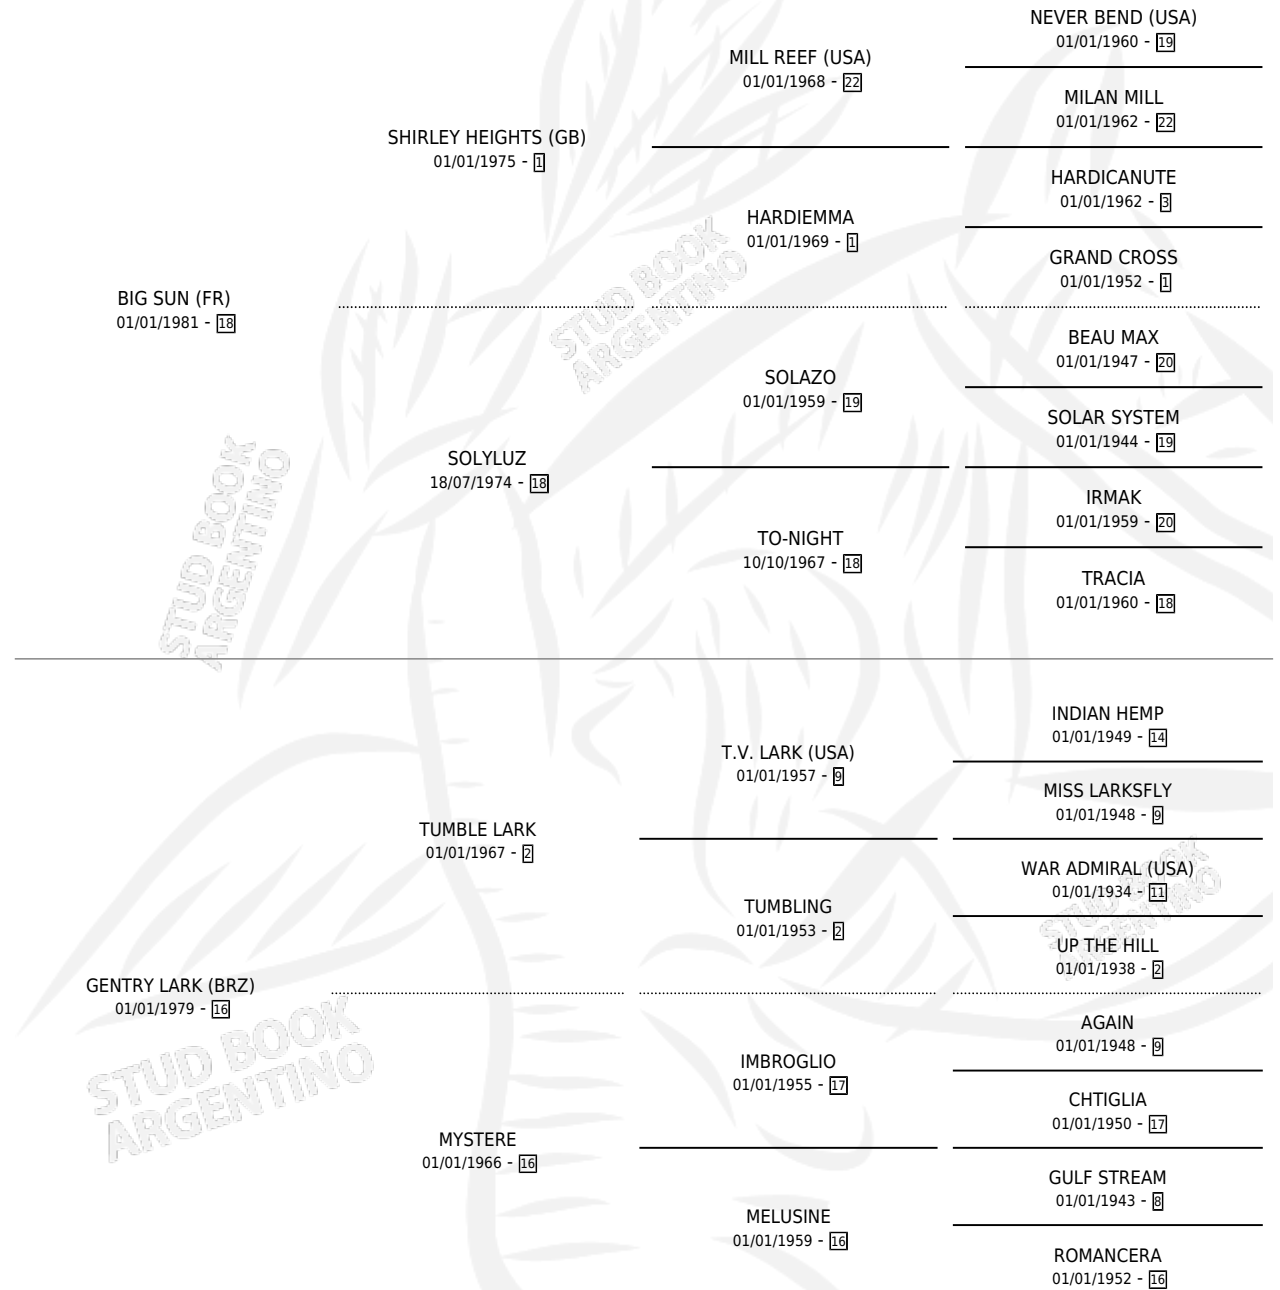 NEVER BEND (USA)
01/01/1960 - 19
MILL REEF (USA)
01/01/1968 - 22
MILAN MILL
01/01/1962 - 22
SHIRLEY HEIGHTS (GB)
01/01/1975 - 1
HARDICANUTE
01/01/1962 - 3
HARDIEMMA
01/01/1969 - 1
GRAND CROSS
01/01/1952 - 1
BIG SUN (FR)
01/01/1981 - 18
STUD BOOK
ARGENTINO
BEAU MAX
01/01/1947 - 20
SOLAZO
01/01/1959 - 19
SOLAR SYSTEM
01/01/1944 - 19
SOLYLUZ
18/07/1974 - 18
IRMAK
01/01/1959 - 20
TO-NIGHT
10/10/1967 - 18
TRACIA
01/01/1960 - 18
STUD BOOK
ARGENTINO
INDIAN HEMP
01/01/1949 - 14
T.V. LARK (USA)
01/01/1957 - 9
MISS LARKSFLY
01/01/1948 - 9
TUMBLE LARK
01/01/1967 - 2
WAR ADMIRAL (USA)
01/01/1934 - 11
TUMBLING
01/01/1953 - 2
STUD BOOK
ARGENTINO
UP THE HILL
01/01/1938 - 2
GENTRY LARK (BRZ)
01/01/1979 - 16
AGAIN
01/01/1948 - 9
STUD BOOK
ARGENTINO
IMBROGLIO
01/01/1955 - 17
CHTIGLIA
01/01/1950 - 17
MYSTERE
01/01/1966 - 16
GULF STREAM
01/01/1943 - 8
MELUSINE
01/01/1959 - 16
ROMANCERA
01/01/1952 - 16